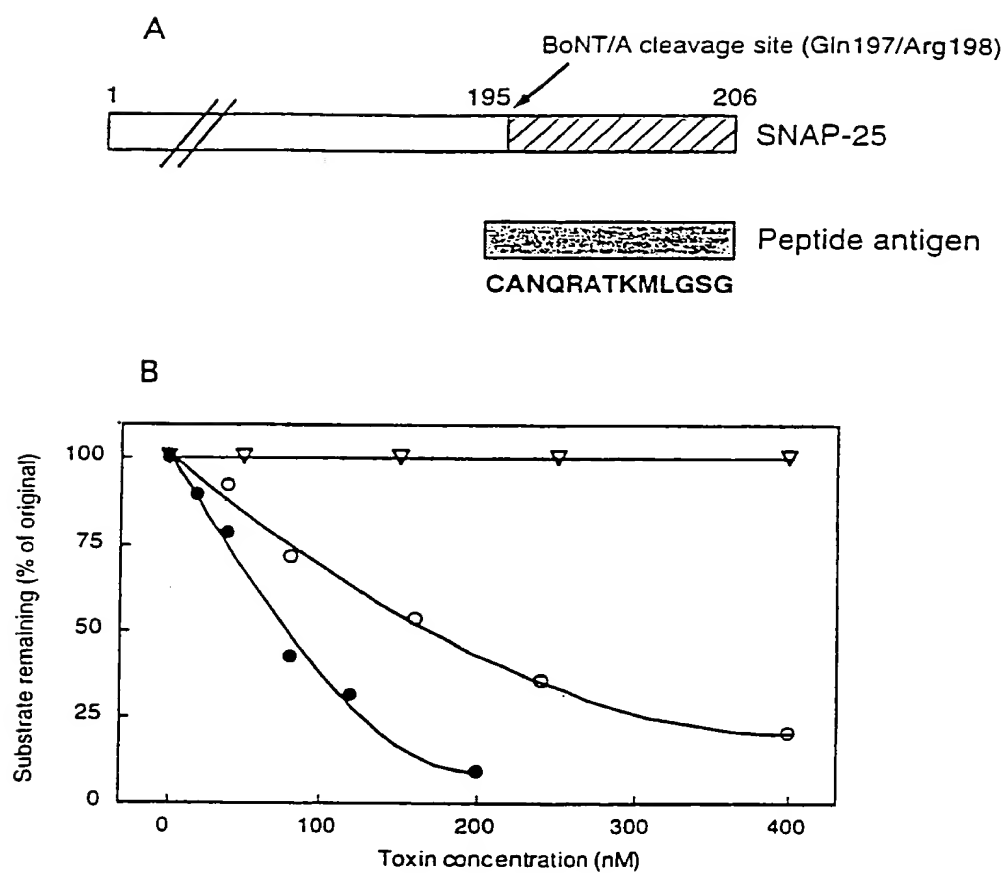 A
BoNT/A cleavage site (Gln197/Arg198)
1
195
206
SNAP-25
Peptide antigen
CANQRATKMLGSG
B
Substrate remaining (% of original)
100
75
50
25
0
0 100 200 300 400
Toxin concentration (nM)